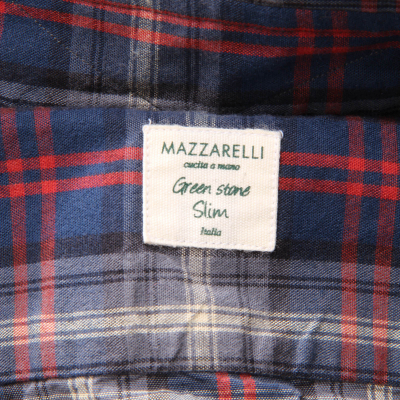 MAZZARELLI
cucita a mano
Green stone
Slim
Italia